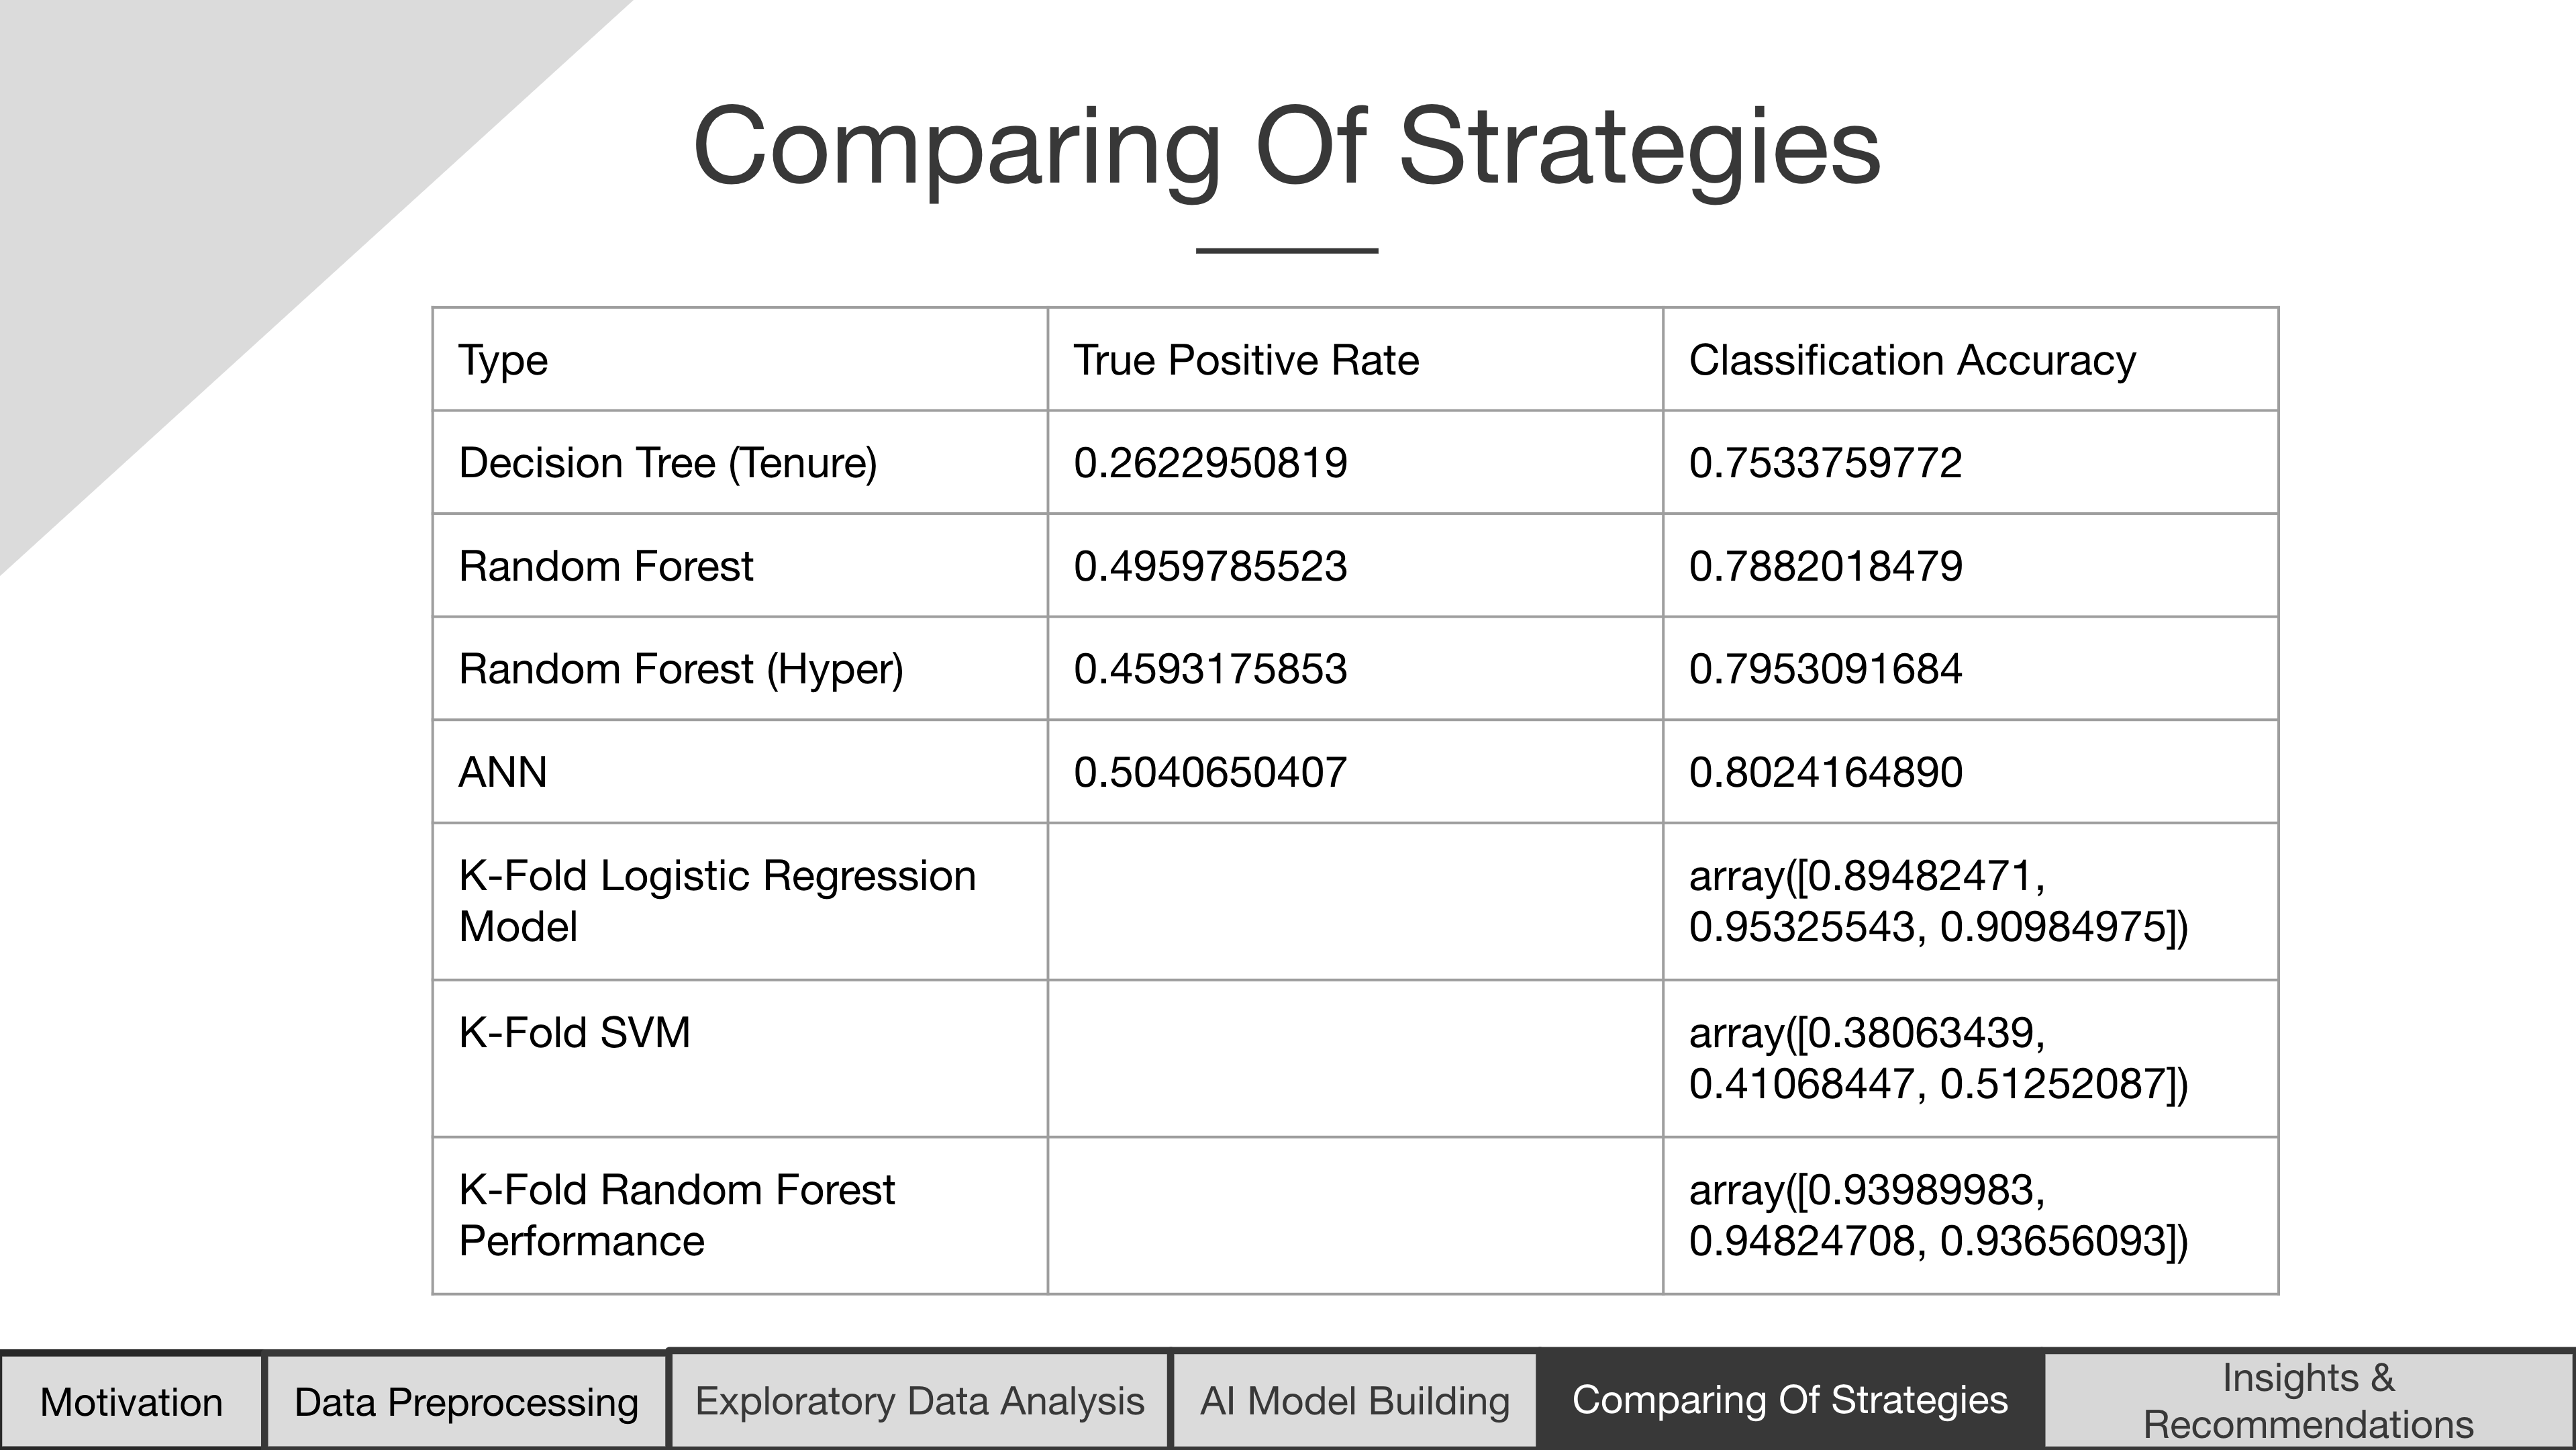 Comparing Of Strategies
Type
True Positive Rate
Classification Accuracy
Decision Tree (Tenure)
0.2622950819
0.7533759772
Random Forest
0.4959785523
0.7882018479
Random Forest (Hyper)
0.4593175853
0.7953091684
ANN
0.5040650407
0.8024164890
K-Fold Logistic Regression
Model
array([0.89482471,
0.95325543, 0.90984975])
K-Fold SVM
array([0.38063439,
0.41068447, 0.51252087])
K-Fold Random Forest
Performance
array([0.93989983,
0.94824708, 0.93656093])
Motivation
Data Preprocessing
Exploratory Data Analysis
AI Model Building
Comparing Of Strategies
Insights &
Recommendations